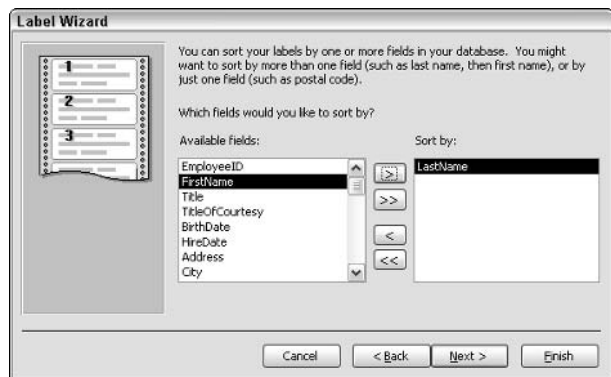 Label Wizard
1
2
3
You can sort your labels by one or more fields in your database. You might
want to sort by more than one field (such as last name, then first name), or by
just one field (such as postal code).
Which fields would you like to sort by?
Available fields:
EmployeeID
FirstName
Title
TitleOfCourtesy
BirthDate
HireDate
Address
City
>
>>
<
<<
Sort by:
LastName
Cancel
< Back
Next >
Finish